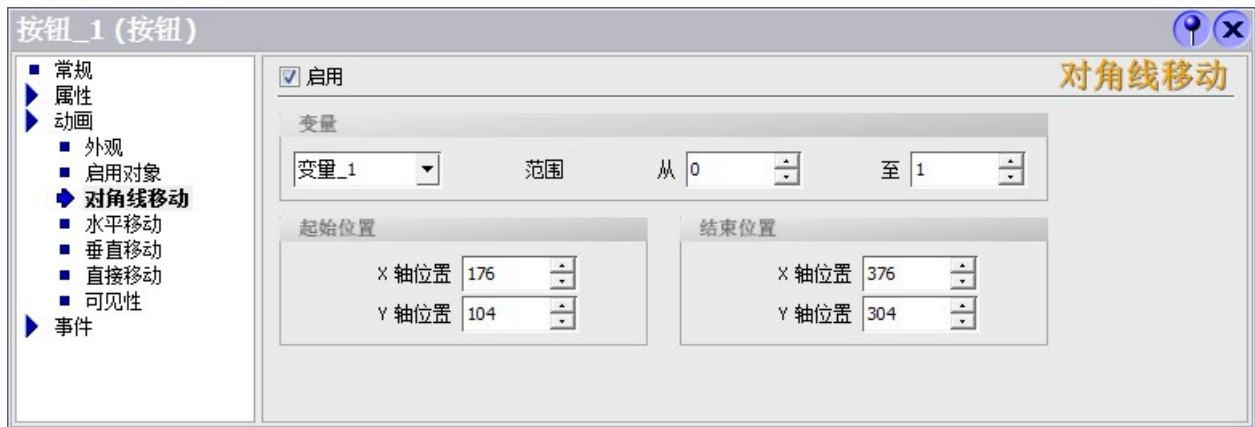 按钮_1 (按钮)
常规
属性
动画
外观
启用对象
对角线移动
水平移动
垂直移动
直接移动
可见性
事件
启用
对角线移动
变量
变量_1 范围 从 0 至 1
起始位置
X 轴位置 176
Y 轴位置 104
结束位置
X 轴位置 376
Y 轴位置 304